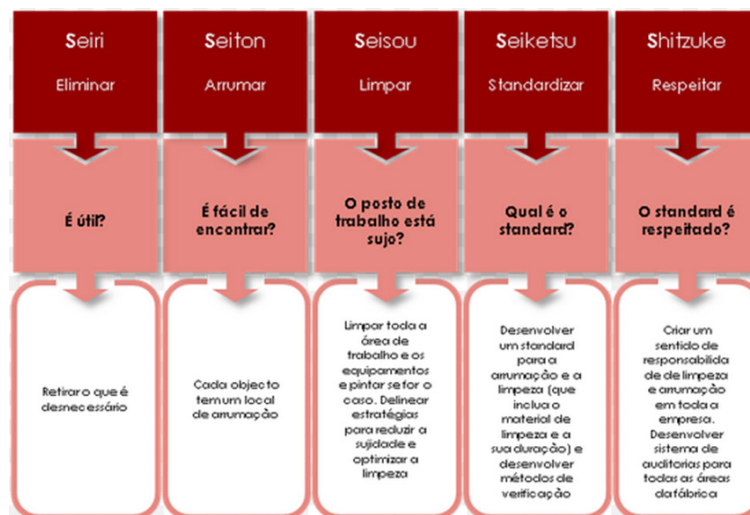 Seiri
Eliminar
Seiton
Arrumar
Seisou
Limpar
Seiketsu
Standardizar
Shitzuke
Respeitar
É útil?
É fácil de
encontrar?
O posto de
trabalho está
sujo?
Qual é o
standard?
O standard é
respeitado?
Retirar o que é
desnecessário
Cada objecto
tem um local
de arrumação
Limpar toda a
área de
trabalho e os
equipamentos
e pintar se for o
caso. Delinear
estratégias
para reduzir a
sujidade e
optimizar a
limpeza
Desenvolver
um standard
para a
arrumação e a
limpeza (que
inclua o
material de
limpeza e a
sua duração) e
desenvolver
métodos de
verificação
Criar um
sentido de
responsabilida
de de limpeza
e arrumação
em toda a
empresa.
Desenvolver
sistema de
auditorias para
todas as áreas
da fábrica